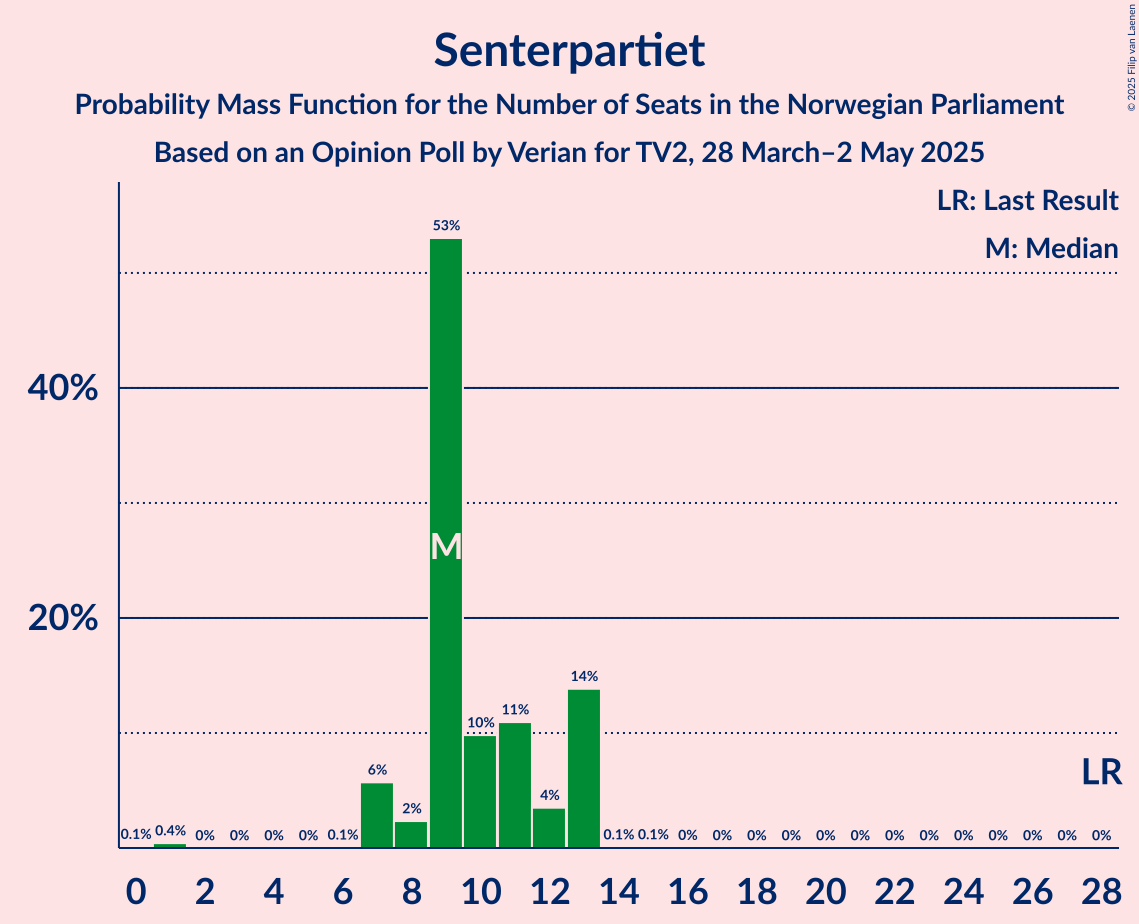 © 2025 Filip van Laenen
Senterpartiet
Probability Mass Function for the Number of Seats in the Norwegian Parliament
Based on an Opinion Poll by Verian for TV2, 28 March–2 May 2025
LR: Last Result
M: Median
53%
40%
M
20%
14%
11%
10%
LR
6%
4%
2%
0.1% 0.4% 0% 0% 0% 0% 0.1% 0.1% 0.1% 0% 0% 0% 0% 0% 0% 0% 0% 0% 0% 0% 0% 0%
0 2 4 6 8 10 12 14 16 18 20 22 24 26 28